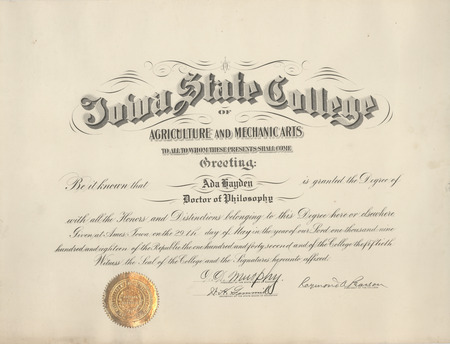 Iowa State College
OF
AGRICULTURE AND MECHANIC ARTS
TO ALL TO WHOM THESE PRESENTS SHALL COME
Greeting:
Be it known that Ada Hayden is granted the Degree of
Doctor of Philosophy
with all the Honors and Distinctions belonging to this Degree here or elsewhere
Given at Ames, Iowa on the 29th day of May in the year of our Lord one thousand nine
hundred and eighteen of the Republic the one hundred and forty second and of the College the fiftieth
Witness the Seal of the College and the Signatures hereunto affixed:
Murphy
Raymond A Pearson